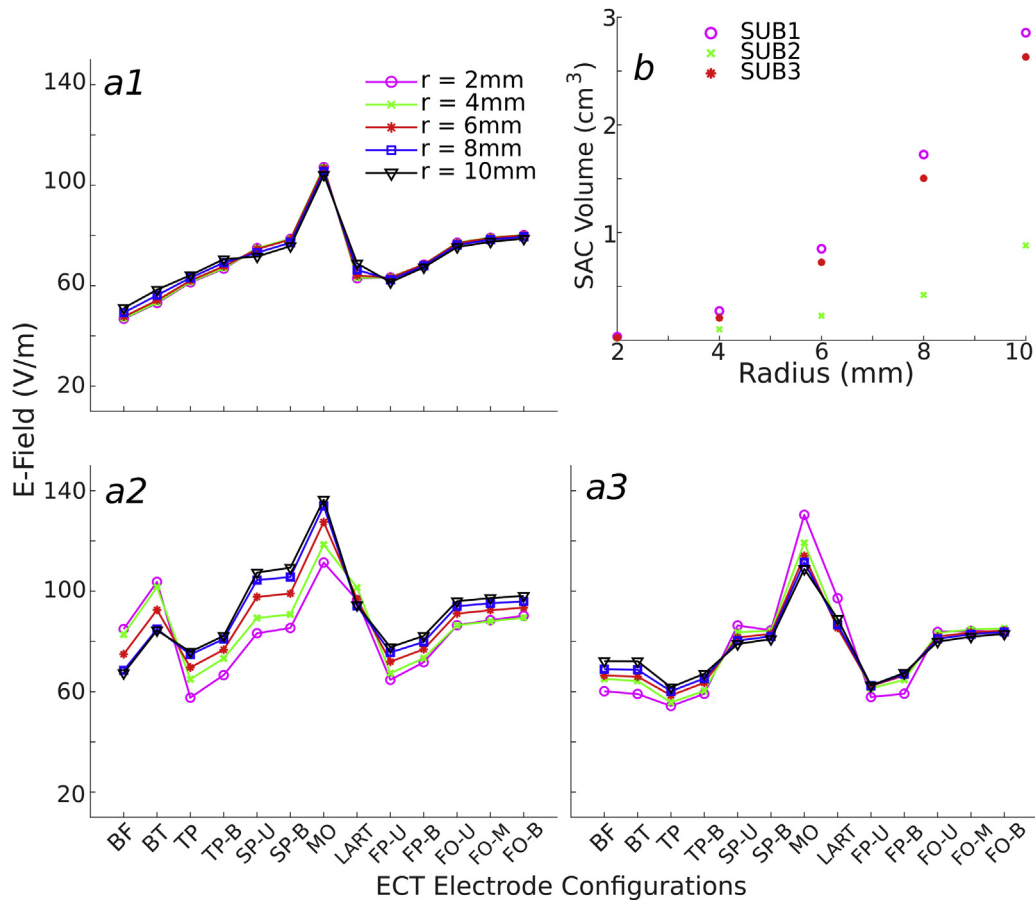 a1
140
100
60
20
r = 2mm
r = 4mm
r = 6mm
r = 8mm
r = 10mm
b
SUB1
SUB2
SUB3
3
2
1
SAC Volume (cm³)
2 4 6 8 10
Radius (mm)
E-Field (V/m)
a2
140
100
60
20
a3
BF BT TP TP-B SP-U SP-B MO LART FP-U FP-B FO-U FO-M FO-B
BF BT TP TP-B SP-U SP-B MO LART FP-U FP-B FO-U FO-M FO-B
ECT Electrode Configurations